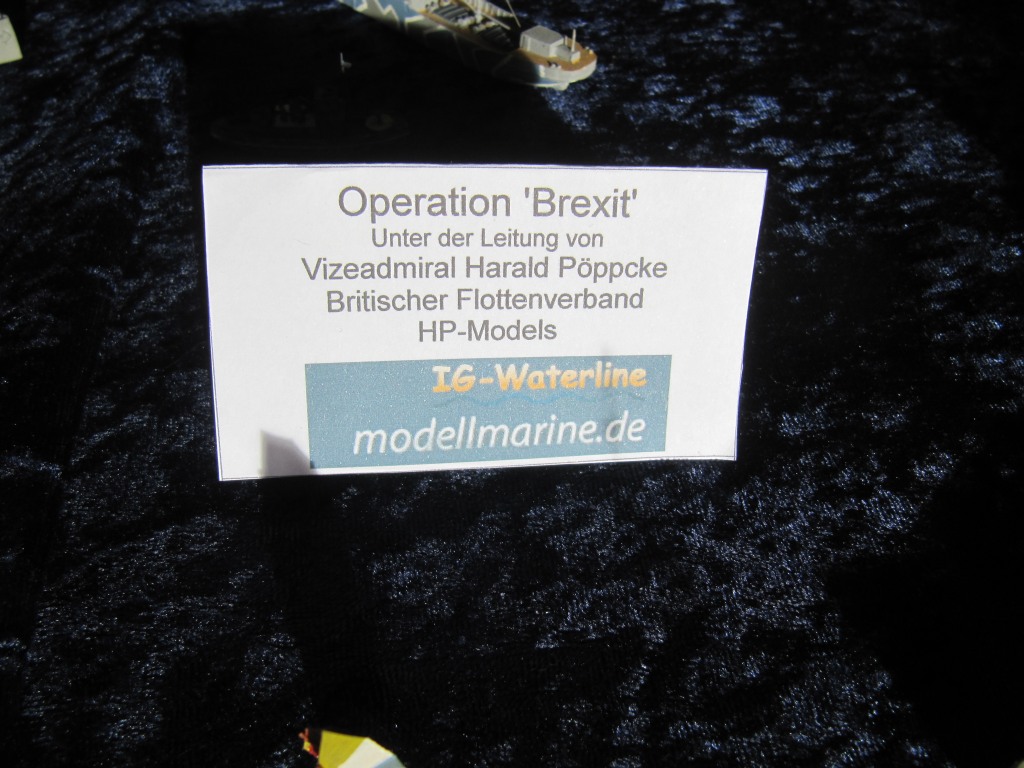 Operation 'Brexit'
Unter der Leitung von
Vizeadmiral Harald Pöppcke
Britischer Flottenverband
HP-Models
IG-Waterline
modellmarine.de